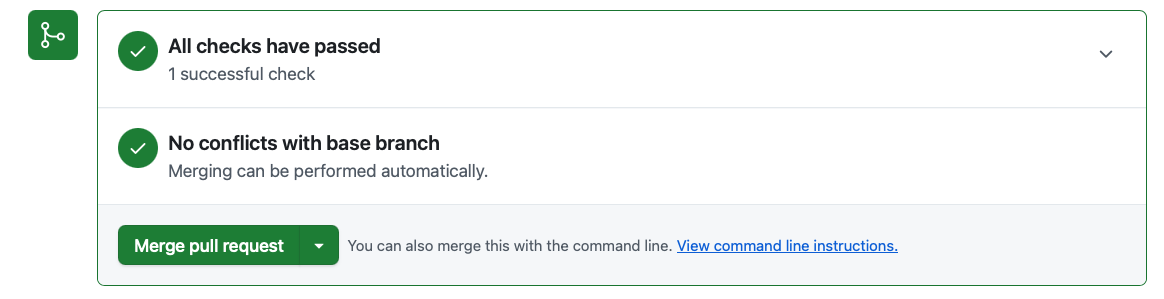 All checks have passed
1 successful check
No conflicts with base branch
Merging can be performed automatically.
Merge pull request
You can also merge this with the command line. View command line instructions.